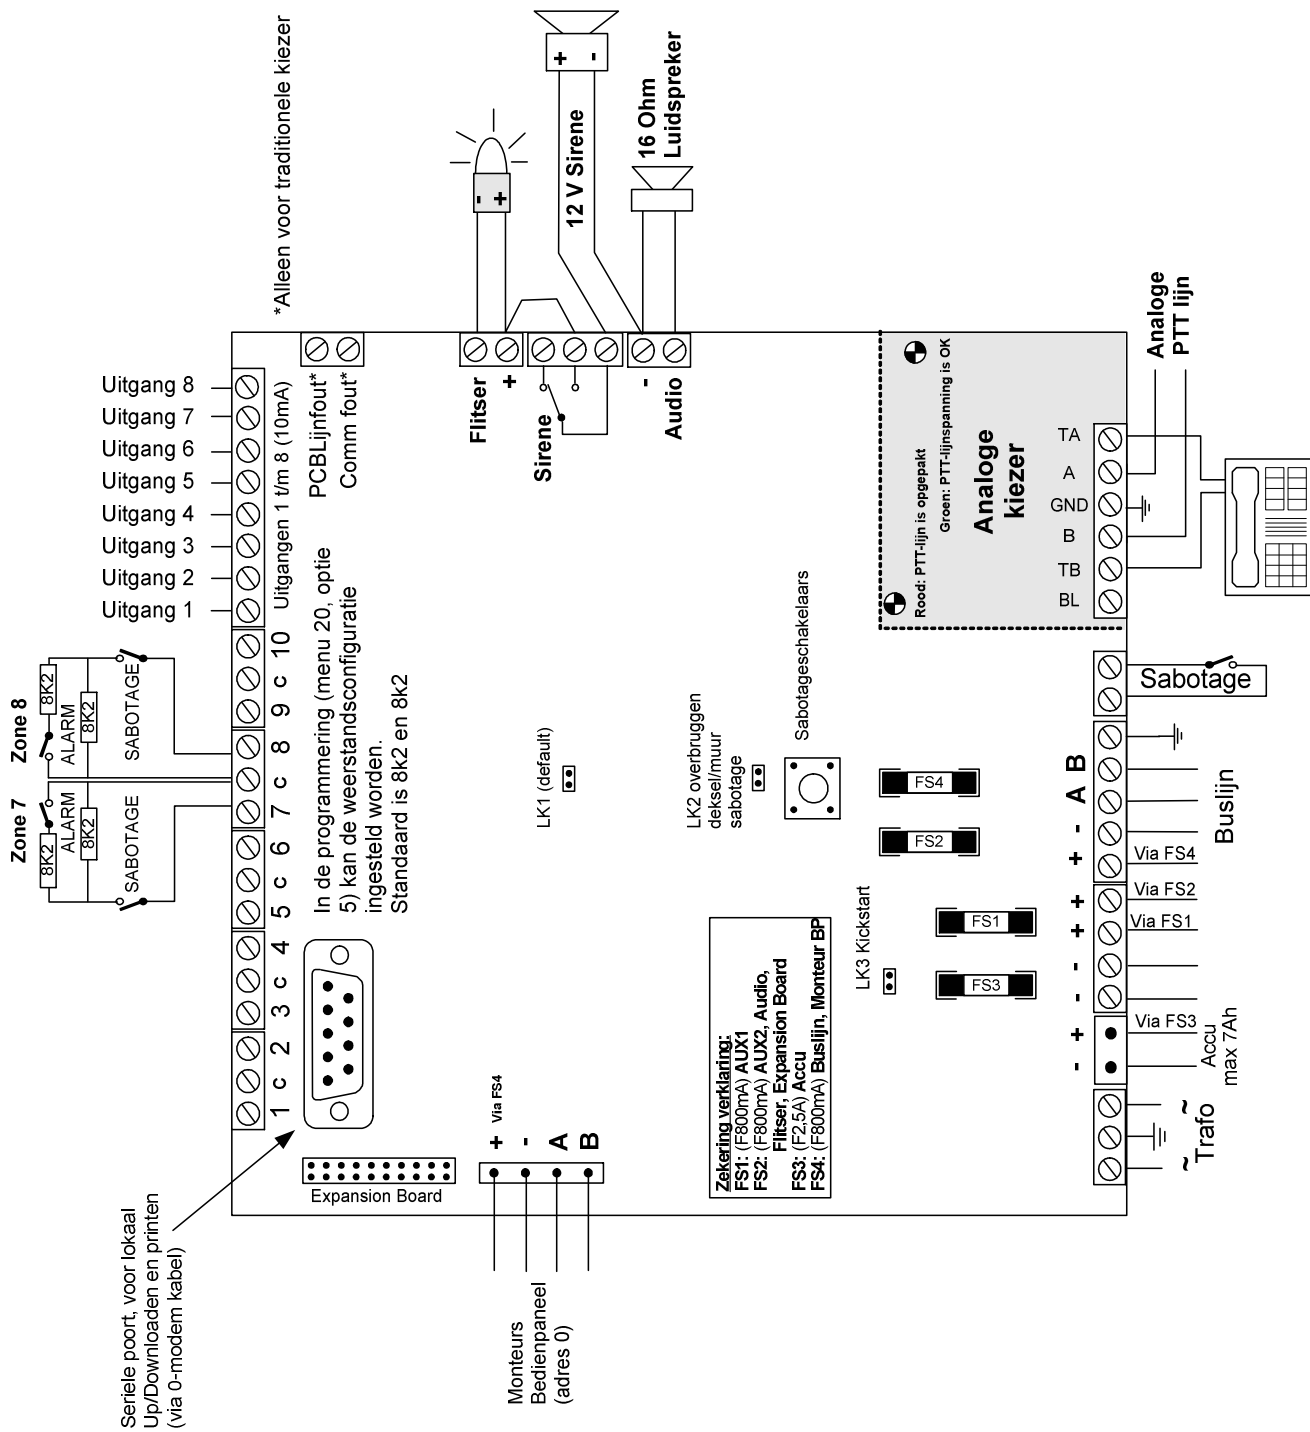 *Alleen voor traditionele kiezer
Uitgang 8
Uitgang 7
Uitgang 6
Uitgang 5
Uitgang 4
Uitgang 3
Uitgang 2
Uitgang 1
Uitgangen 1 t/m 8 (10mA)
PCBLijnfout*
Comm fout*
Flitser
+
-
+
12 V Sirene
+
-
Sirene
16 Ohm
Luidspreker
-
Audio
Zone 8
8K2
ALARM
8K2
SABOTAGE
Zone 7
8K2
ALARM
8K2
SABOTAGE
10
c
9
8
c
7
6
c
5
4
c
3
2
c
1
In de programmering (menu 20, optie
5) kan de weerstandsconfiguratie
ingesteld worden.
Standaard is 8k2 en 8k2
Seriele poort, voor lokaal
Up/Downloaden en printen
(via 0-modem kabel)
Expansion Board
+ Via FS4
-
A
B
Monteurs
Bedienpaneel
(adres 0)
LK1 (default)
LK2 overbruggen
deksel/muur
sabotage
Sabotageschakelaars
FS4
FS2
FS1
FS3
LK3 Kickstart
Zekering verklaring:
FS1: (F800mA) AUX1
FS2: (F800mA) AUX2, Audio,
Flitser, Expansion Board
FS3: (F2,5A) Accu
FS4: (F800mA) Buslijn, Monteur BP
Rood: PTT-lijn is opgepakt
Groen: PTT-lijnspanning is OK
Analoge
kiezer
TA
A
GND
B
TB
BL
Analoge
PTT lijn
Sabotage
B
A
-
+
Via FS4
Buslijn
+
Via FS2
+
Via FS1
-
-
+
Via FS3
-
Accu
max 7Ah
~
~
Trafo